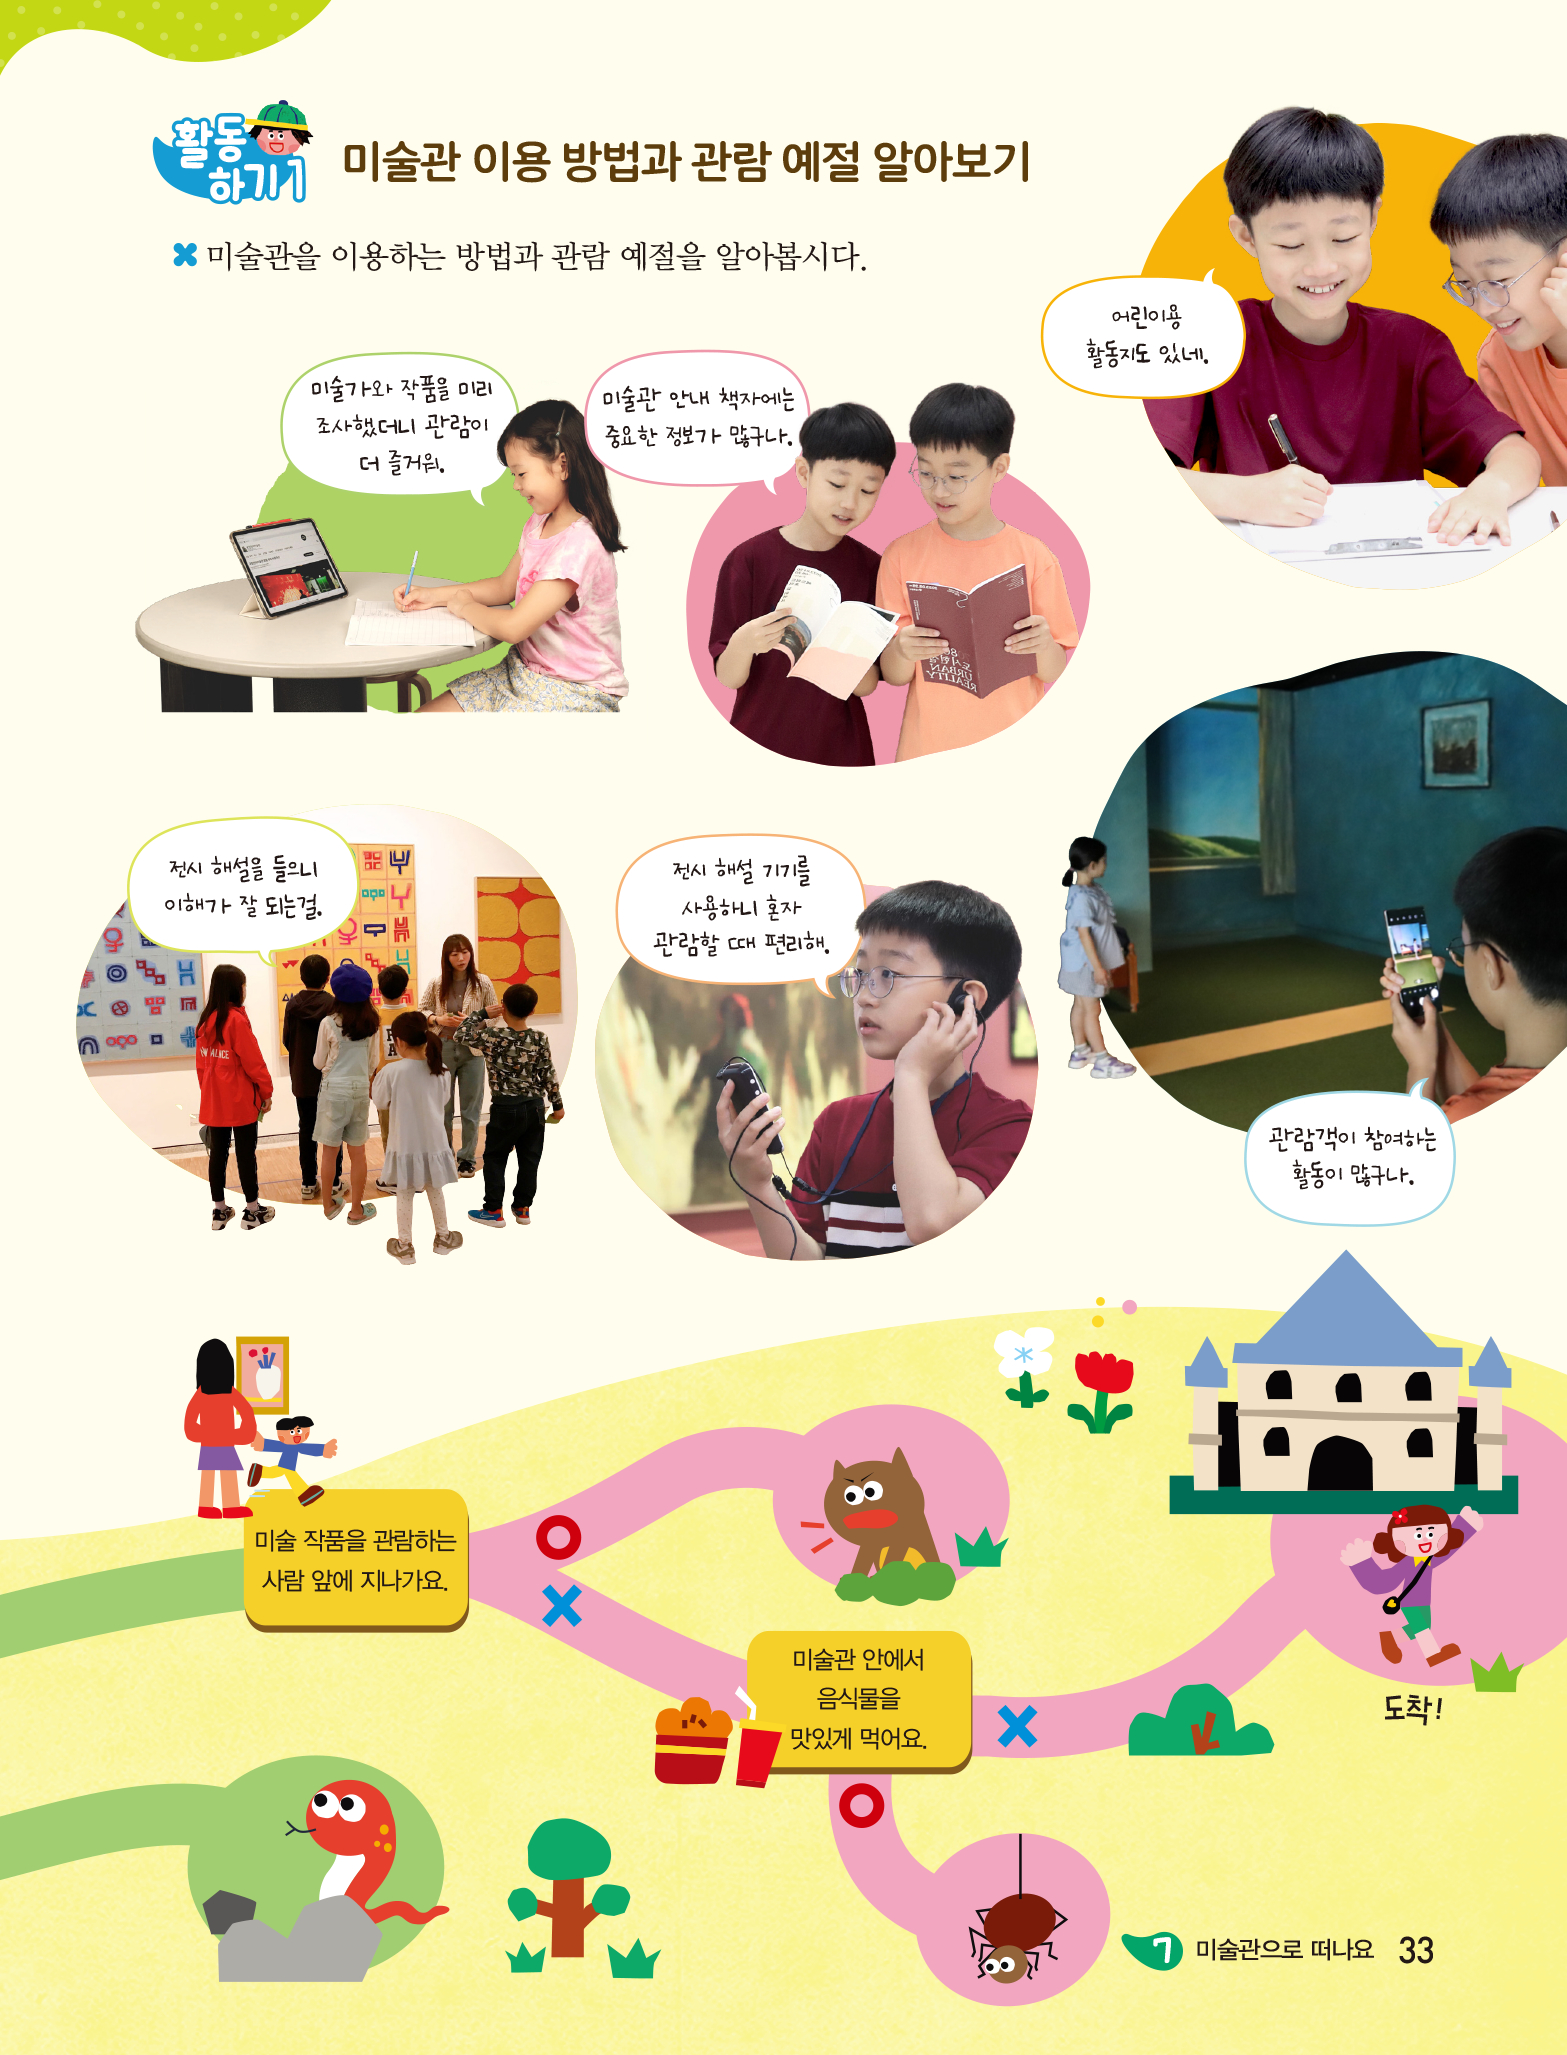 활동
하기 1
미술관 이용 방법과 관람 예절 알아보기
미술관을 이용하는 방법과 관람 예절을 알아봅시다.
어린이용
활동지도 있네.
미술가와 작품을 미리
조사했더니 관람이
더 즐거워.
미술관 안내 책자에는
중요한 정보가 많구나.
전시 해설을 들으니
이해가 잘 되는걸.
전시 해설 기기를
사용하니 혼자
관람할 때 편리해.
관람객이 참여하는
활동이 많구나.
미술 작품을 관람하는
사람 앞에 지나가요.
미술관 안에서
음식물을
맛있게 먹어요.
도착!
7 미술관으로 떠나요 33